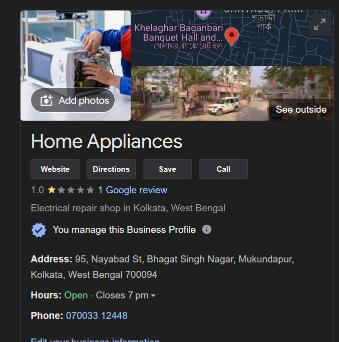 শতাব্দী
পার্ক
Khelaghar Baganbari
Banquet Hall and...
Add photos
See outside
Home Appliances
Website Directions Save Call
1.0 1 Google review
Electrical repair shop in Kolkata, West Bengal
You manage this Business Profile
Address: 95, Nayabad St, Bhagat Singh Nagar, Mukundapur,
Kolkata, West Bengal 700094
Hours: Open · Closes 7 pm
Phone: 070033 12448
Edit your business information